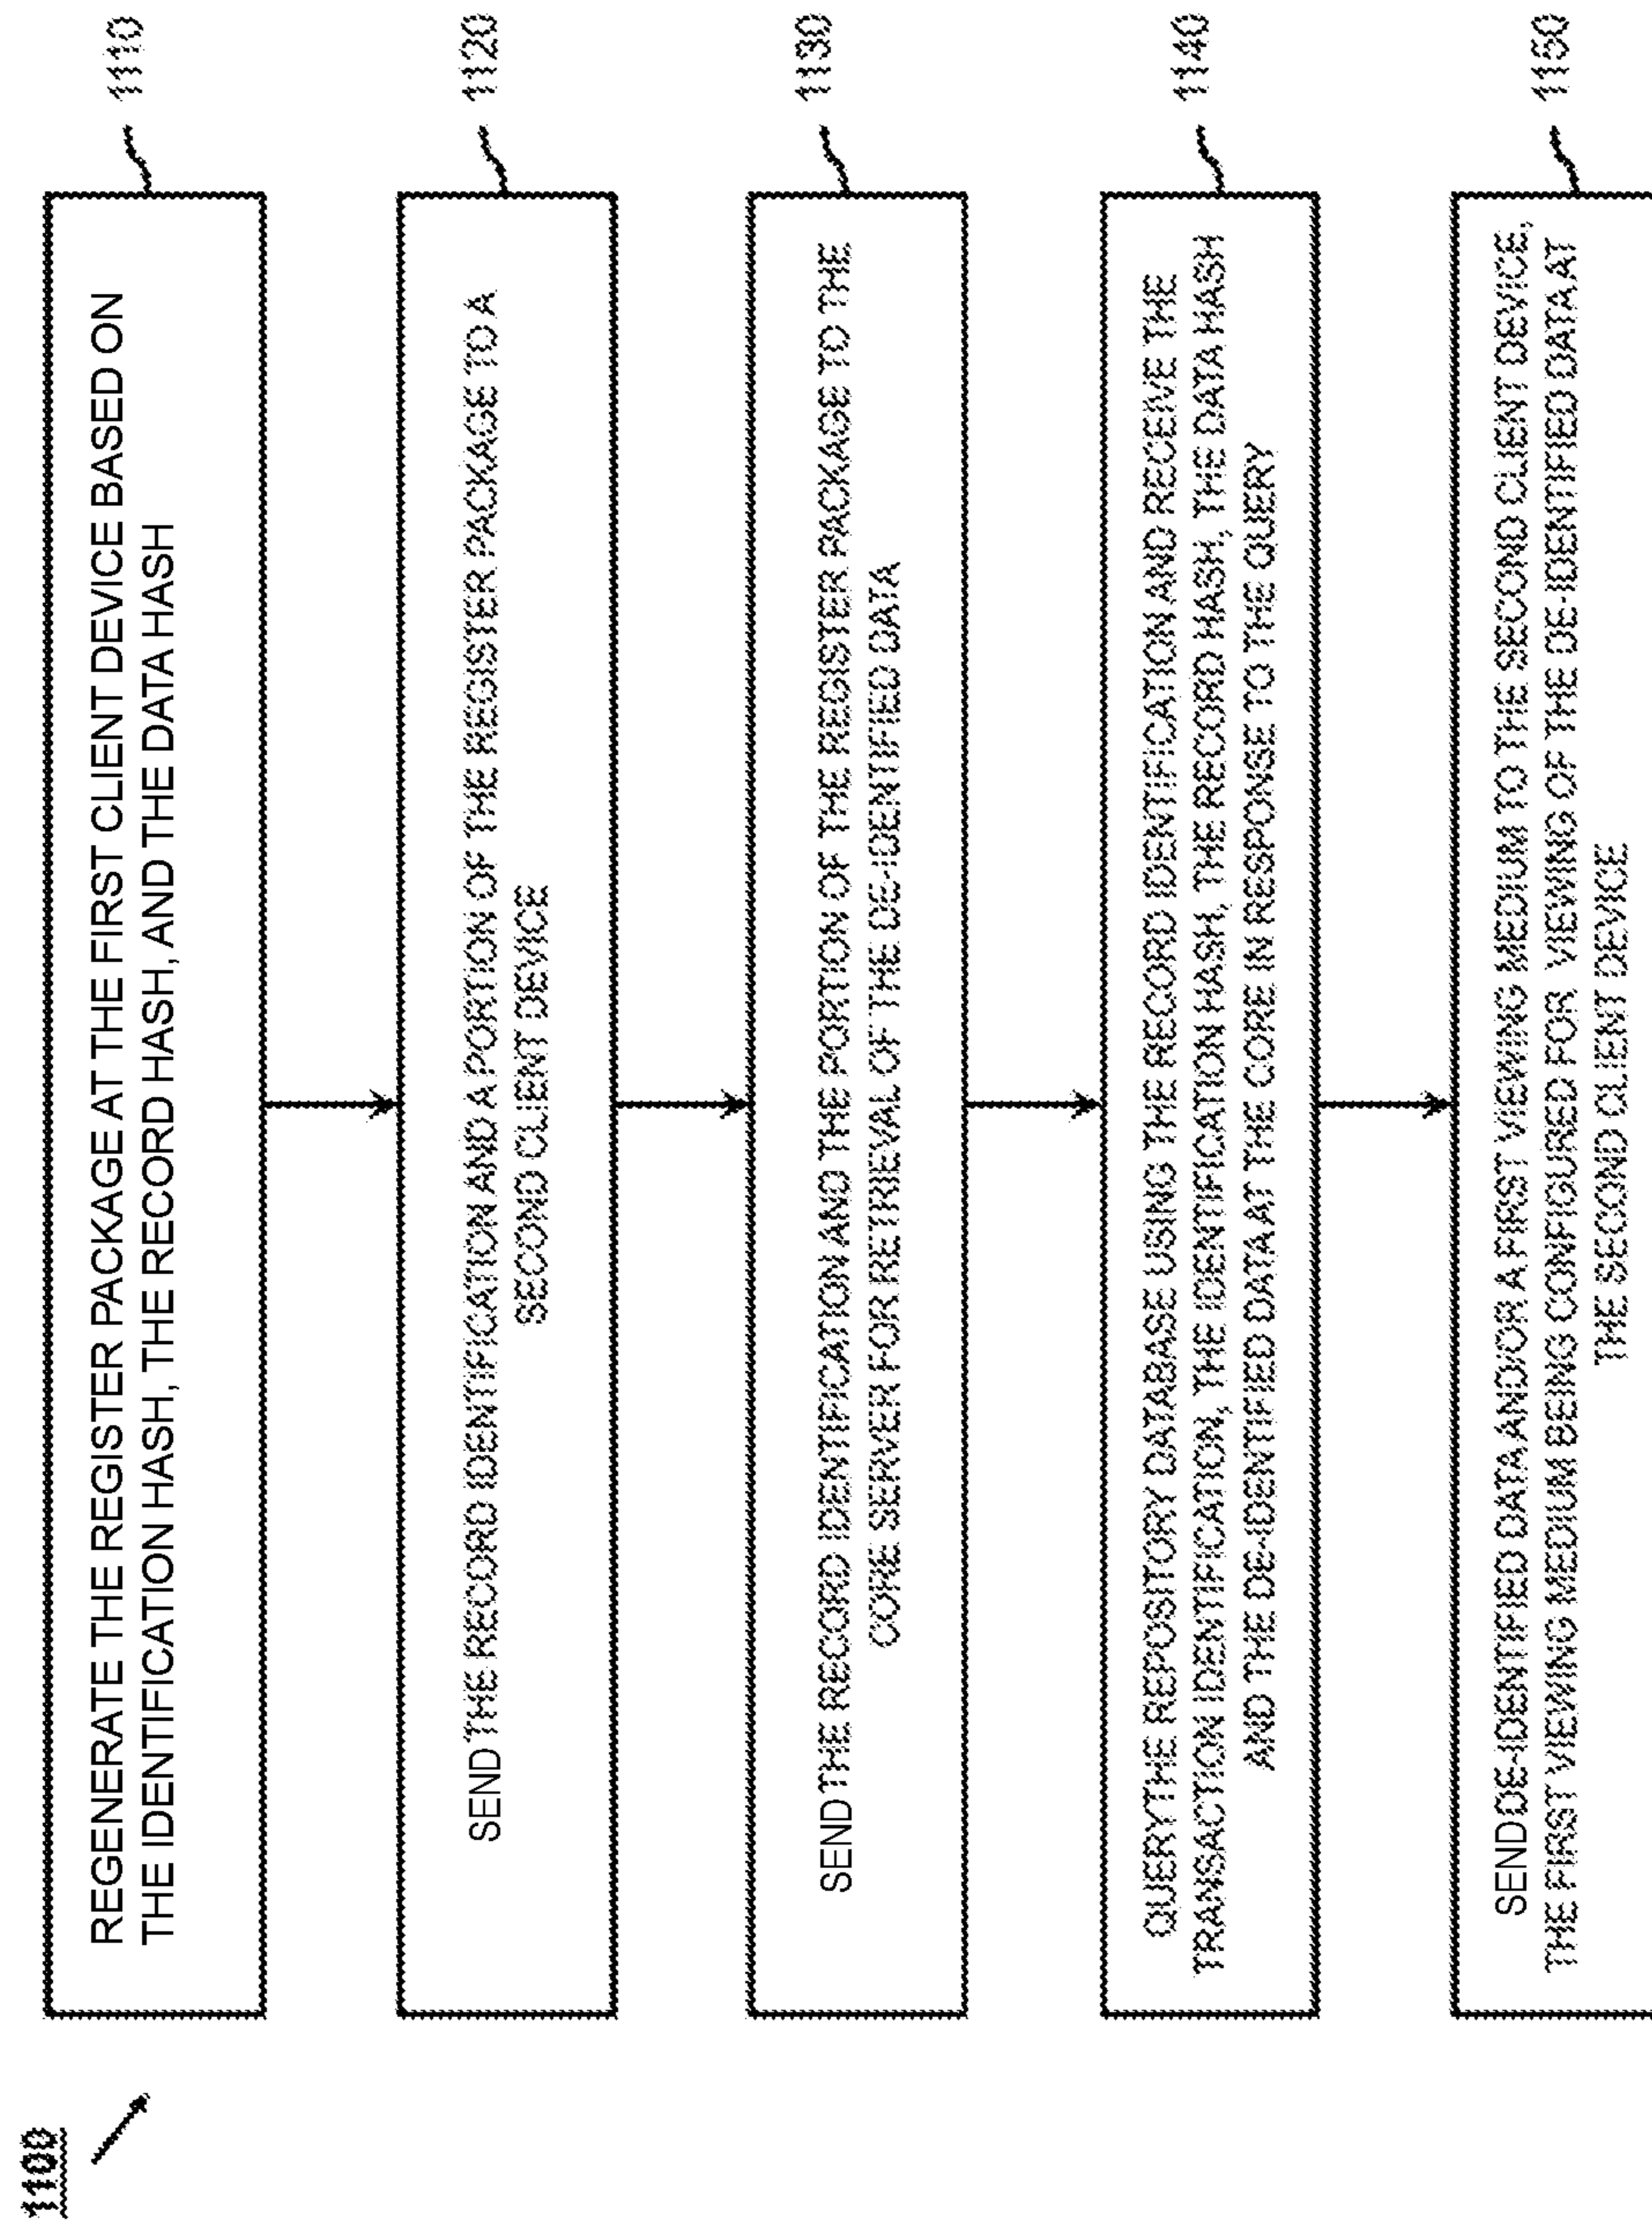 1100
REGENERATE THE REGISTER PACKAGE AT THE FIRST CLIENT DEVICE BASED ON
THE IDENTIFICATION HASH, THE RECORD HASH, AND THE DATA HASH
1110
SEND THE RECORD IDENTIFICATION AND A PORTION OF THE REGISTER PACKAGE TO A
SECOND CLIENT DEVICE
1120
SEND THE RECORD IDENTIFICATION AND THE PORTION OF THE REGISTER PACKAGE TO THE
CORE SERVER FOR RETRIEVAL OF THE DE-IDENTIFIED DATA
1130
QUERY THE REPOSITORY DATABASE USING THE RECORD IDENTIFICATION AND RECEIVE THE
TRANSACTION IDENTIFICATION, THE IDENTIFICATION HASH, THE RECORD HASH, THE DATA HASH
AND THE DE-IDENTIFIED DATA AT THE CORE IN RESPONSE TO THE QUERY
1140
SEND DE-IDENTIFIED DATA AND/OR A FIRST VIEWING MEDIUM TO THE SECOND CLIENT DEVICE,
THE FIRST VIEWING MEDIUM BEING CONFIGURED FOR VIEWING OF THE DE-IDENTIFIED DATA AT
THE SECOND CLIENT DEVICE
1150